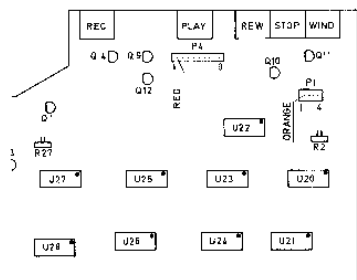 REC PLAY REW STOP WIND
P4
Q4 Q5 Q11
1 8
Q10
Q12
RED
P1
ORANGE
1 4
U22
R27 R2
3
U27 U25 U23 U20
U28 U26 U24 U21